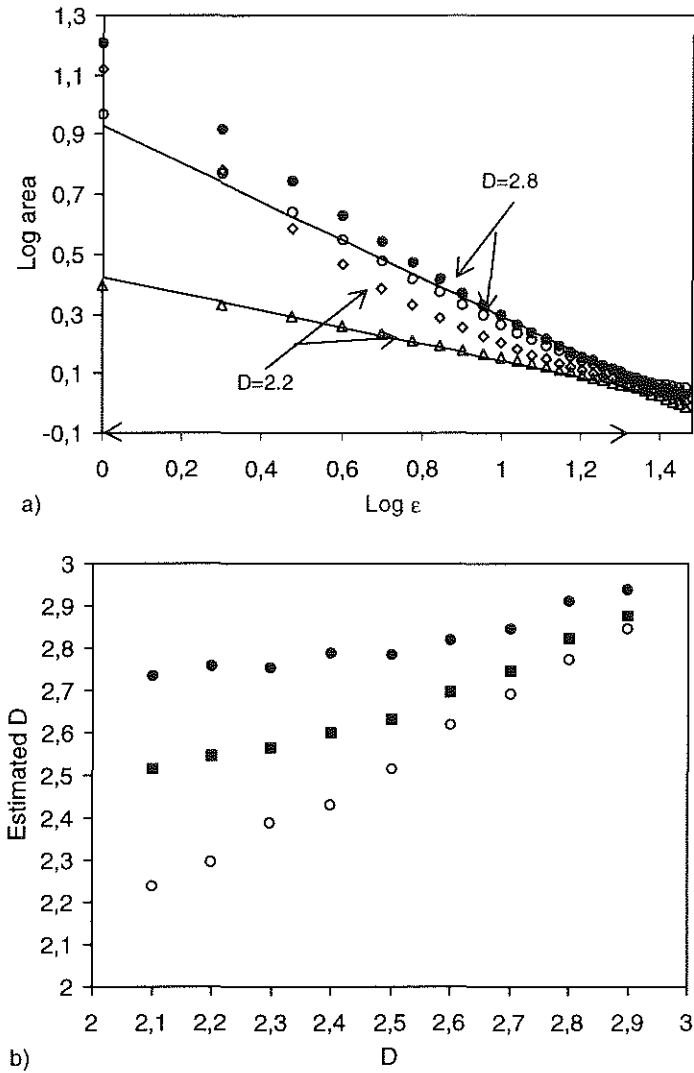 1,3
1,1
0,9
0,7
0,5
0,3
0,1
-0,1
Log area
D=2.8
D=2.2
0 0,2 0,4 0,6 0,8 1 1,2 1,4
a) Log ε
3
2,9
2,8
2,7
2,6
2,5
2,4
2,3
2,2
2,1
2
Estimated D
2 2,1 2,2 2,3 2,4 2,5 2,6 2,7 2,8 2,9 3
b) D